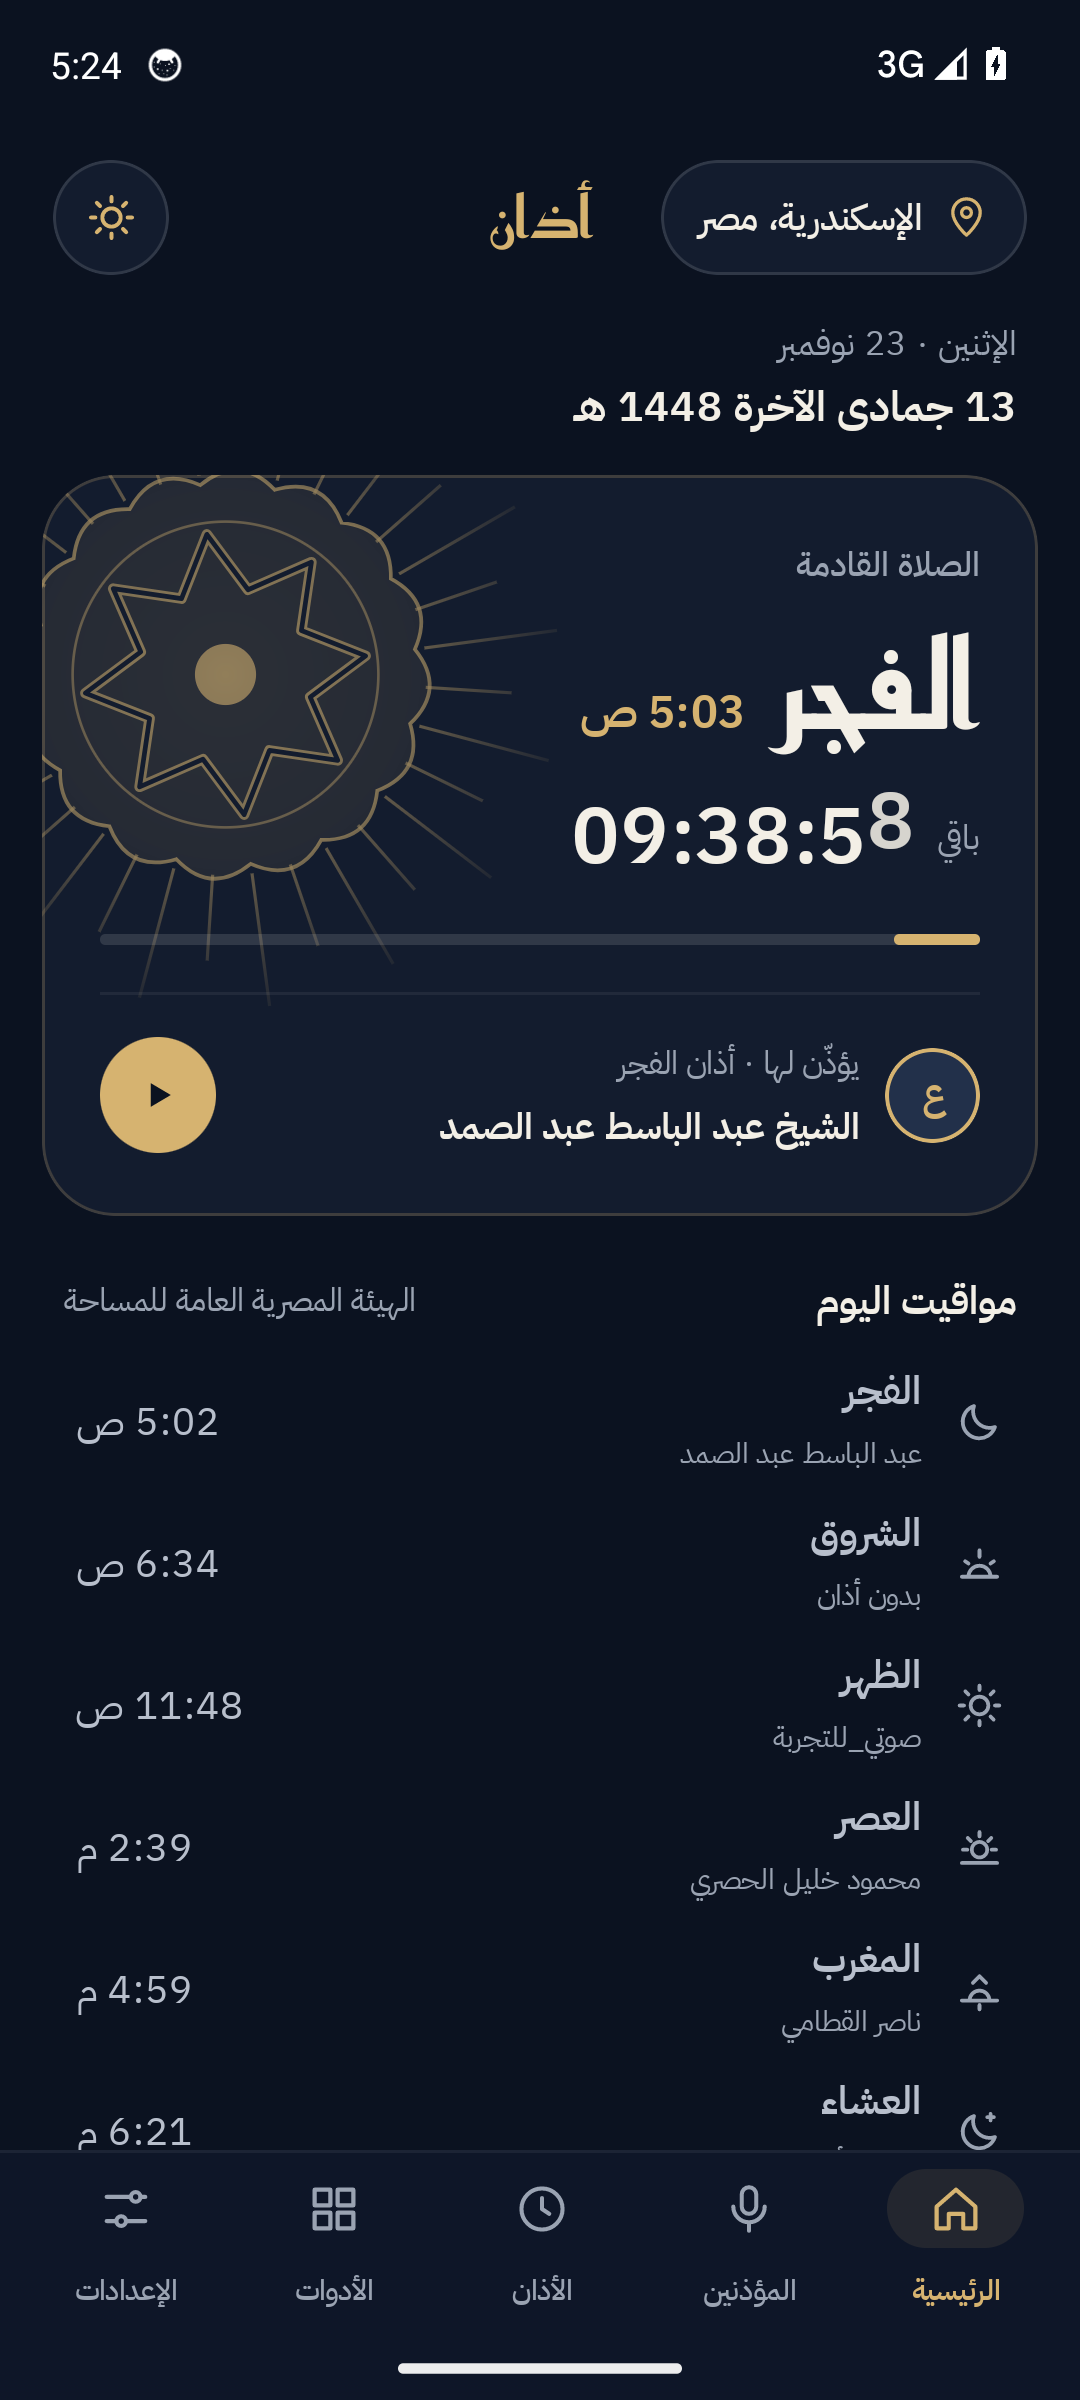 5:24
3G
الإسكندرية، مصر
أذان
الإثنين · 23 نوفمبر
13 جمادى الآخرة 1448 هـ
الصلاة القادمة
الفجر 5:03 ص
باقي 09:38:58
يؤذّن لها · أذان الفجر
ع
الشيخ عبد الباسط عبد الصمد
مواقيت اليوم
الهيئة المصرية العامة للمساحة
الفجر
5:02 ص
عبد الباسط عبد الصمد
الشروق
6:34 ص
بدون أذان
الظهر
11:48 ص
صوتي_للتجربة
العصر
2:39 م
محمود خليل الحصري
المغرب
4:59 م
ناصر القطامي
العشاء
6:21 م
الرئيسية
المؤذنين
الأذان
الأدوات
الإعدادات